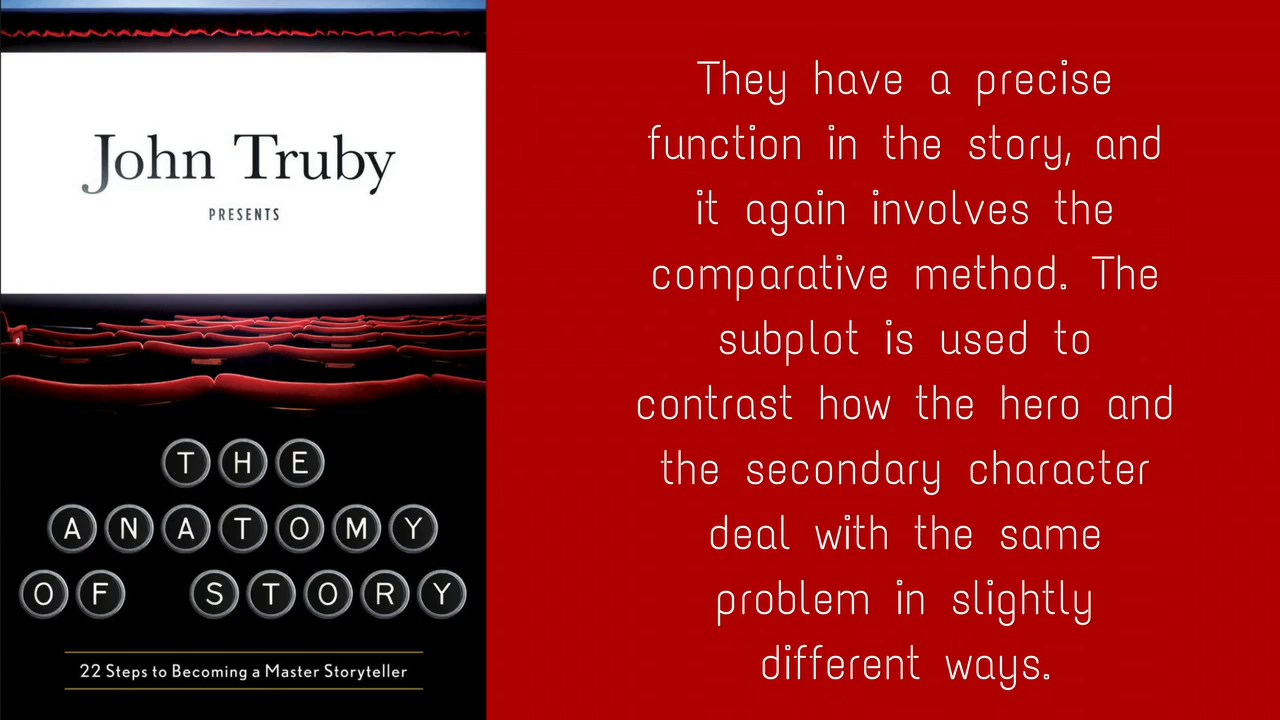 John Truby
PRESENTS
THE
ANATOMY
OF STORY
22 Steps to Becoming a Master Storyteller
They have a precise
function in the story, and
it again involves the
comparative method. The
subplot is used to
contrast how the hero and
the secondary character
deal with the same
problem in slightly
different ways.